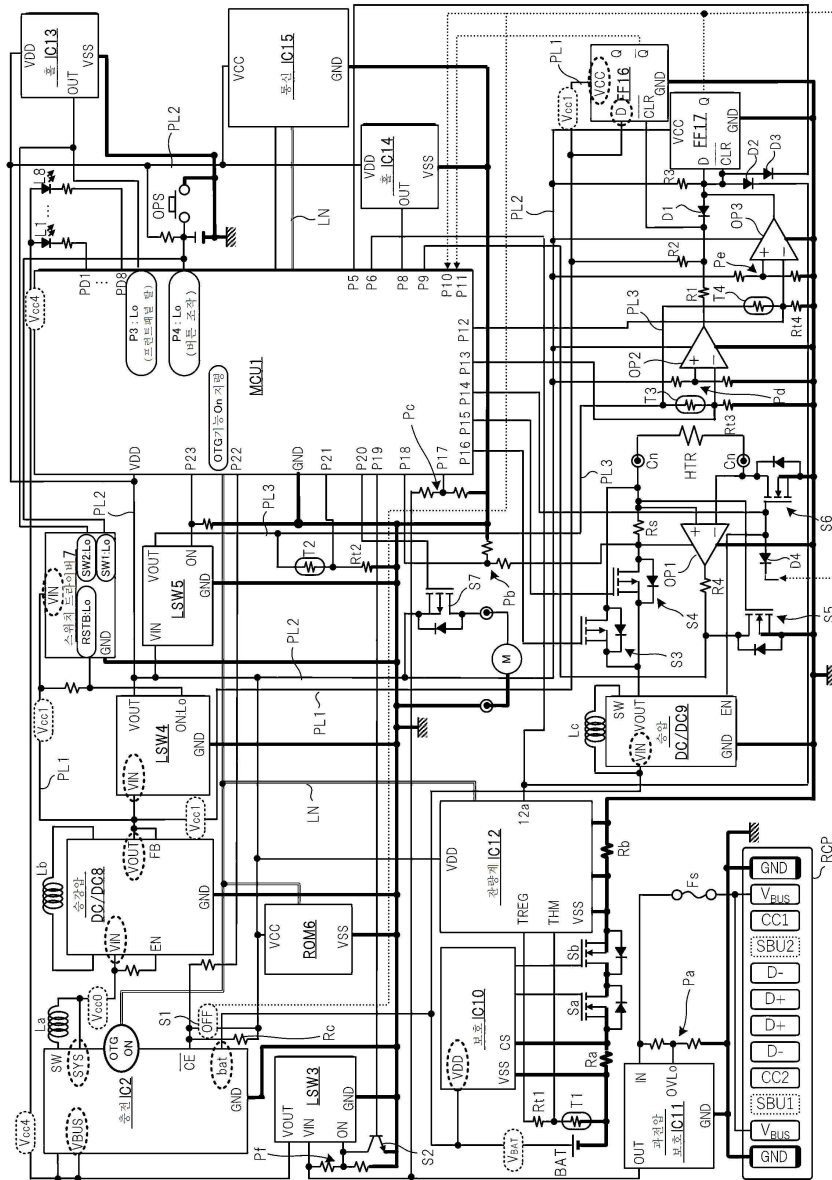 Vcc4
SW
La
SYS
VBUS
충전 IC2
OTG
ON
CE
bat
GND
Vcc0
S1
OFF
Rc
VOUT
VIN
LSW3
GND
ON
Pf
S2
Lb
VIN
VOUT
승강압
DC/DC8
EN
FB
GND
ROM6
VCC
VSS
LN
Vcc1
PL1
VIN
VOUT
LSW4
ON:Lo
GND
Vcc1
VIN
스위치 드라이버7
RSTB:Lo
SW2:Lo
SW1:Lo
GND
PL2
PL1
PL2
VOUT
VIN
LSW5
ON
GND
PL3
T2
Rt2
Vcc4
L1
L8
VDD
PD1
PD8
P3 : Lo
(프런트패널 탈)
P4 : Lo
(버튼 조작)
MCU1
OTG기능 On 지령
P23
P22
GND
P21
P20
P19
P18
P17
P16
P15
P14
P13
P12
P11
P10
P9
P8
P6
P5
Pc
Pb
S7
M
OPS
PL2
VDD
홀 IC13
OUT
VSS
VCC
통신 IC15
GND
LN
VDD
홀 IC14
OUT
VSS
VDD
12a
잔량계 IC12
TREG
THM
VSS
Rb
VDD
보호 IC10
VSS
CS
Sa
Sb
Ra
Rt1
T1
VBAT
BAT
OUT
IN
과전압
보호 IC11
OVLo
GND
Pa
Fs
RCP
GND
VBUS
CC1
SBU2
D-
D+
D+
D-
CC2
SBU1
VBUS
GND
Lc
SW
VIN
VOUT
승압
DC/DC9
GND
EN
S3
S4
Rs
OP1
R4
D4
S5
S6
Cn
HTR
Cn
PL3
T3
Rt3
Pd
OP2
R1
R2
PL3
T4
Rt4
Pe
OP3
D1
R3
D2
D3
PL2
VCC
FF17
D
Q
CLR
GND
Vcc1
PL1
VCC
FF16
D
Q
Q
CLR
GND